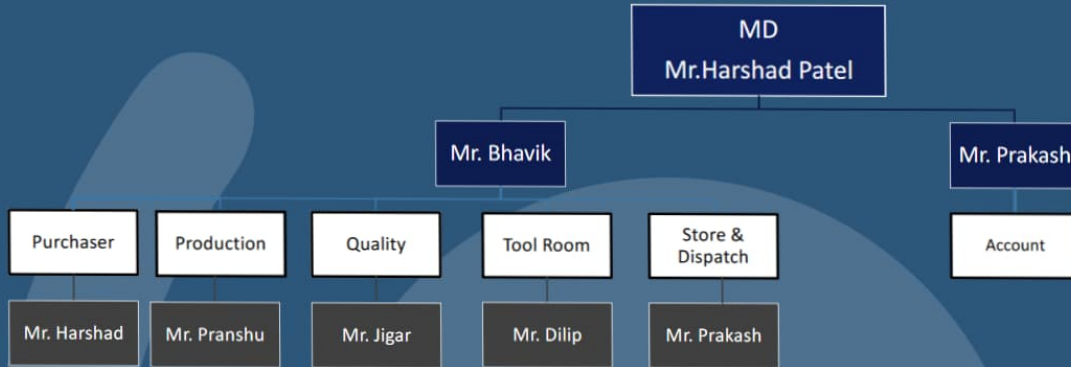 MD
Mr.Harshad Patel
Mr. Bhavik
Mr. Prakash
Purchaser
Production
Quality
Tool Room
Store &
Dispatch
Account
Mr. Harshad
Mr. Pranshu
Mr. Jigar
Mr. Dilip
Mr. Prakash